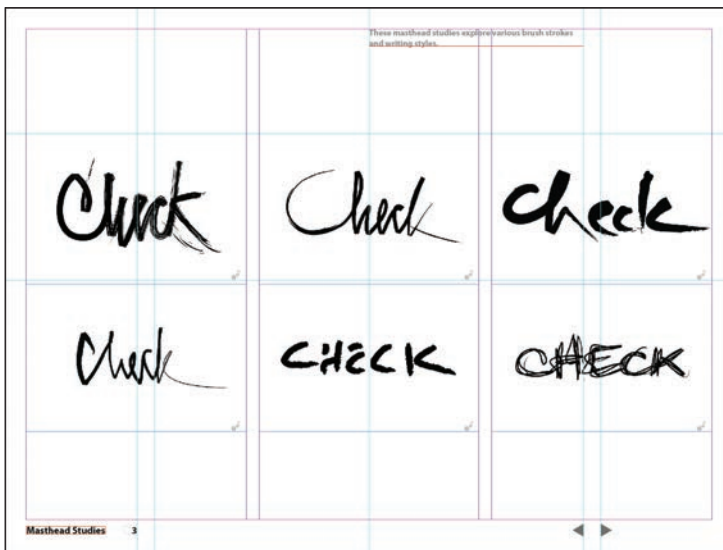 These masthead studies explore various brush strokes
and writing styles.
Check
Check
Check
Check
CHECK
CHECK
Masthead Studies 3